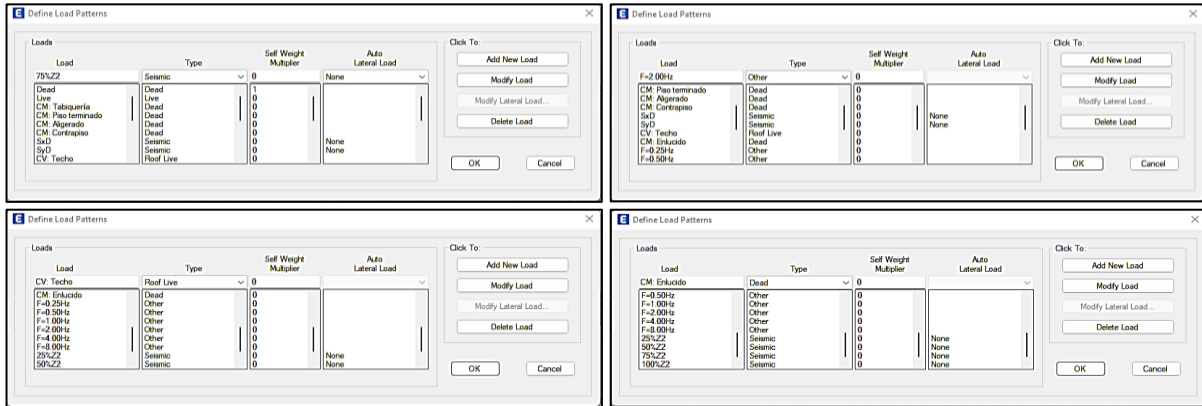 Define Load Patterns
Loads
Click To:
Load Type Self Weight Multiplier Auto Lateral Load
75%Z2 Seismic 0 None
Dead Dead 1
Live Live 0
CM: Tabiquería Dead 0
CM: Piso terminado Dead 0
CM: Aligerado Dead 0
CM: Contrapiso Dead 0
SxD Seismic 0 None
SyD Seismic 0 None
CV: Techo Roof Live 0
Add New Load
Modify Load
Modify Lateral Load...
Delete Load
OK Cancel
Define Load Patterns
Loads
Click To:
Load Type Self Weight Multiplier Auto Lateral Load
F=2.00Hz Other 0
CM: Piso terminado Dead 0
CM: Aligerado Dead 0
CM: Contrapiso Dead 0
SxD Seismic 0 None
SyD Seismic 0 None
CV: Techo Roof Live 0
CM: Enlucido Dead 0
F=0.25Hz Other 0
F=0.50Hz Other 0
Add New Load
Modify Load
Modify Lateral Load...
Delete Load
OK Cancel
Define Load Patterns
Loads
Click To:
Load Type Self Weight Multiplier Auto Lateral Load
CV: Techo Roof Live 0
CM: Enlucido Dead 0
F=0.25Hz Other 0
F=0.50Hz Other 0
F=1.00Hz Other 0
F=2.00Hz Other 0
F=4.00Hz Other 0
F=8.00Hz Other 0
25%Z2 Seismic 0 None
50%Z2 Seismic 0 None
Add New Load
Modify Load
Modify Lateral Load...
Delete Load
OK Cancel
Define Load Patterns
Loads
Click To:
Load Type Self Weight Multiplier Auto Lateral Load
CM: Enlucido Dead 0
F=0.50Hz Other 0
F=1.00Hz Other 0
F=2.00Hz Other 0
F=4.00Hz Other 0
F=8.00Hz Other 0
25%Z2 Seismic 0 None
50%Z2 Seismic 0 None
75%Z2 Seismic 0 None
100%Z2 Seismic 0 None
Add New Load
Modify Load
Modify Lateral Load...
Delete Load
OK Cancel